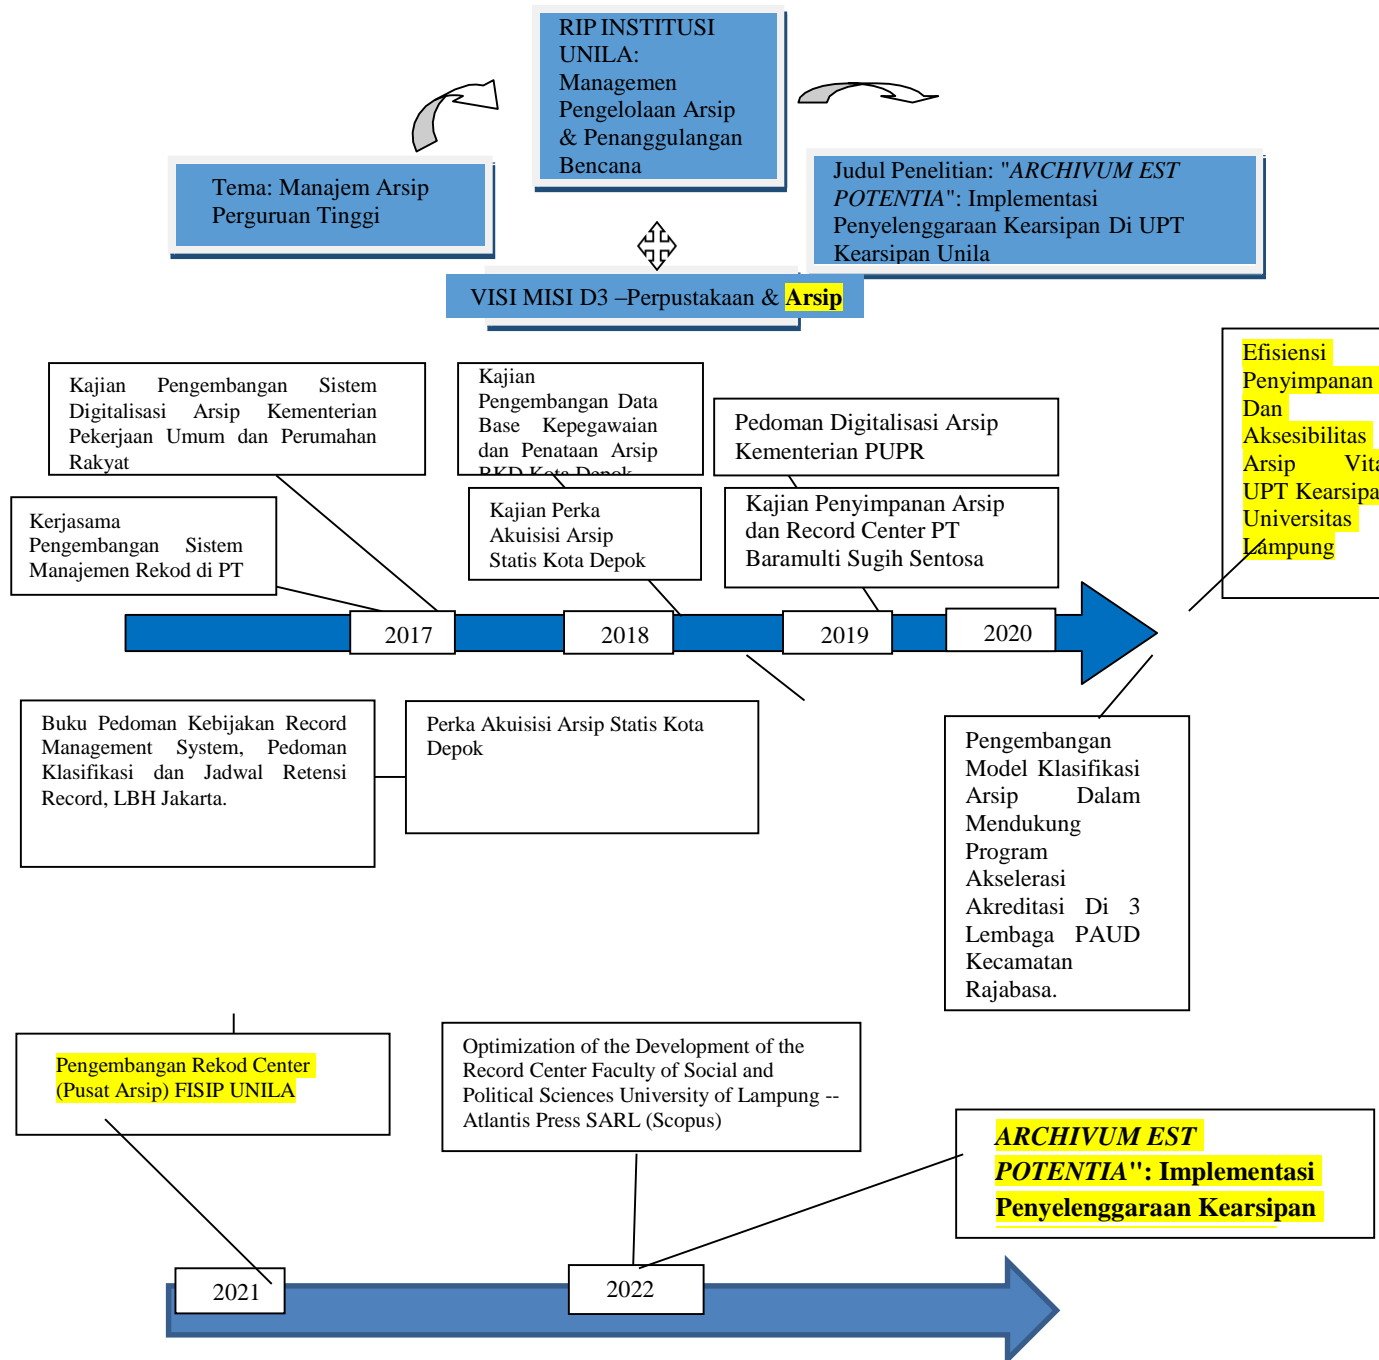 RIP INSTITUSI
UNILA:
Managemen
Pengelolaan Arsip
& Penanggulangan
Bencana
Tema: Manajem Arsip
Perguruan Tinggi
Judul Penelitian: "ARCHIVUM EST
POTENTIA": Implementasi
Penyelenggaraan Kearsipan Di UPT
Kearsipan Unila
VISI MISI D3 –Perpustakaan & Arsip
Kajian Pengembangan Sistem
Digitalisasi Arsip Kementerian
Pekerjaan Umum dan Perumahan
Rakyat
Kajian
Pengembangan Data
Base Kepegawaian
dan Penataan Arsip
BKD Kota Depok
Pedoman Digitalisasi Arsip
Kementerian PUPR
Efisiensi
Penyimpanan
Dan
Aksesibilitas
Arsip Vita
UPT Kearsipa
Universitas
Lampung
Kerjasama
Pengembangan Sistem
Manajemen Rekod di PT
Kajian Perka
Akuisisi Arsip
Statis Kota Depok
Kajian Penyimpanan Arsip
dan Record Center PT
Baramulti Sugih Sentosa
2017
2018
2019
2020
Buku Pedoman Kebijakan Record
Management System, Pedoman
Klasifikasi dan Jadwal Retensi
Record, LBH Jakarta.
Perka Akuisisi Arsip Statis Kota
Depok
Pengembangan
Model Klasifikasi
Arsip Dalam
Mendukung
Program
Akselerasi
Akreditasi Di 3
Lembaga PAUD
Kecamatan
Rajabasa.
Pengembangan Rekod Center
(Pusat Arsip) FISIP UNILA
Optimization of the Development of the
Record Center Faculty of Social and
Political Sciences University of Lampung --
Atlantis Press SARL (Scopus)
ARCHIVUM EST
POTENTIA": Implementasi
Penyelenggaraan Kearsipan
2021
2022